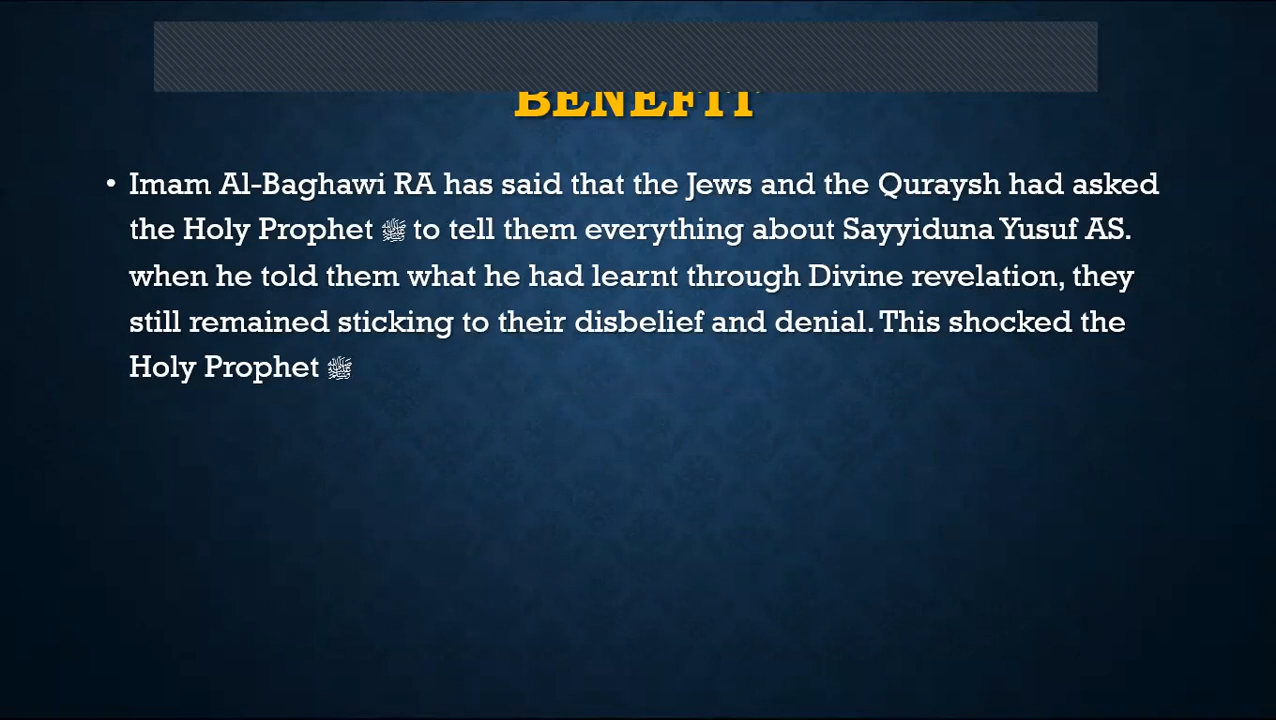 BENEFIT
• Imam Al-Baghawi RA has said that the Jews and the Quraysh had asked
the Holy Prophet ﷺ to tell them everything about Sayyiduna Yusuf AS.
when he told them what he had learnt through Divine revelation, they
still remained sticking to their disbelief and denial. This shocked the
Holy Prophet ﷺ